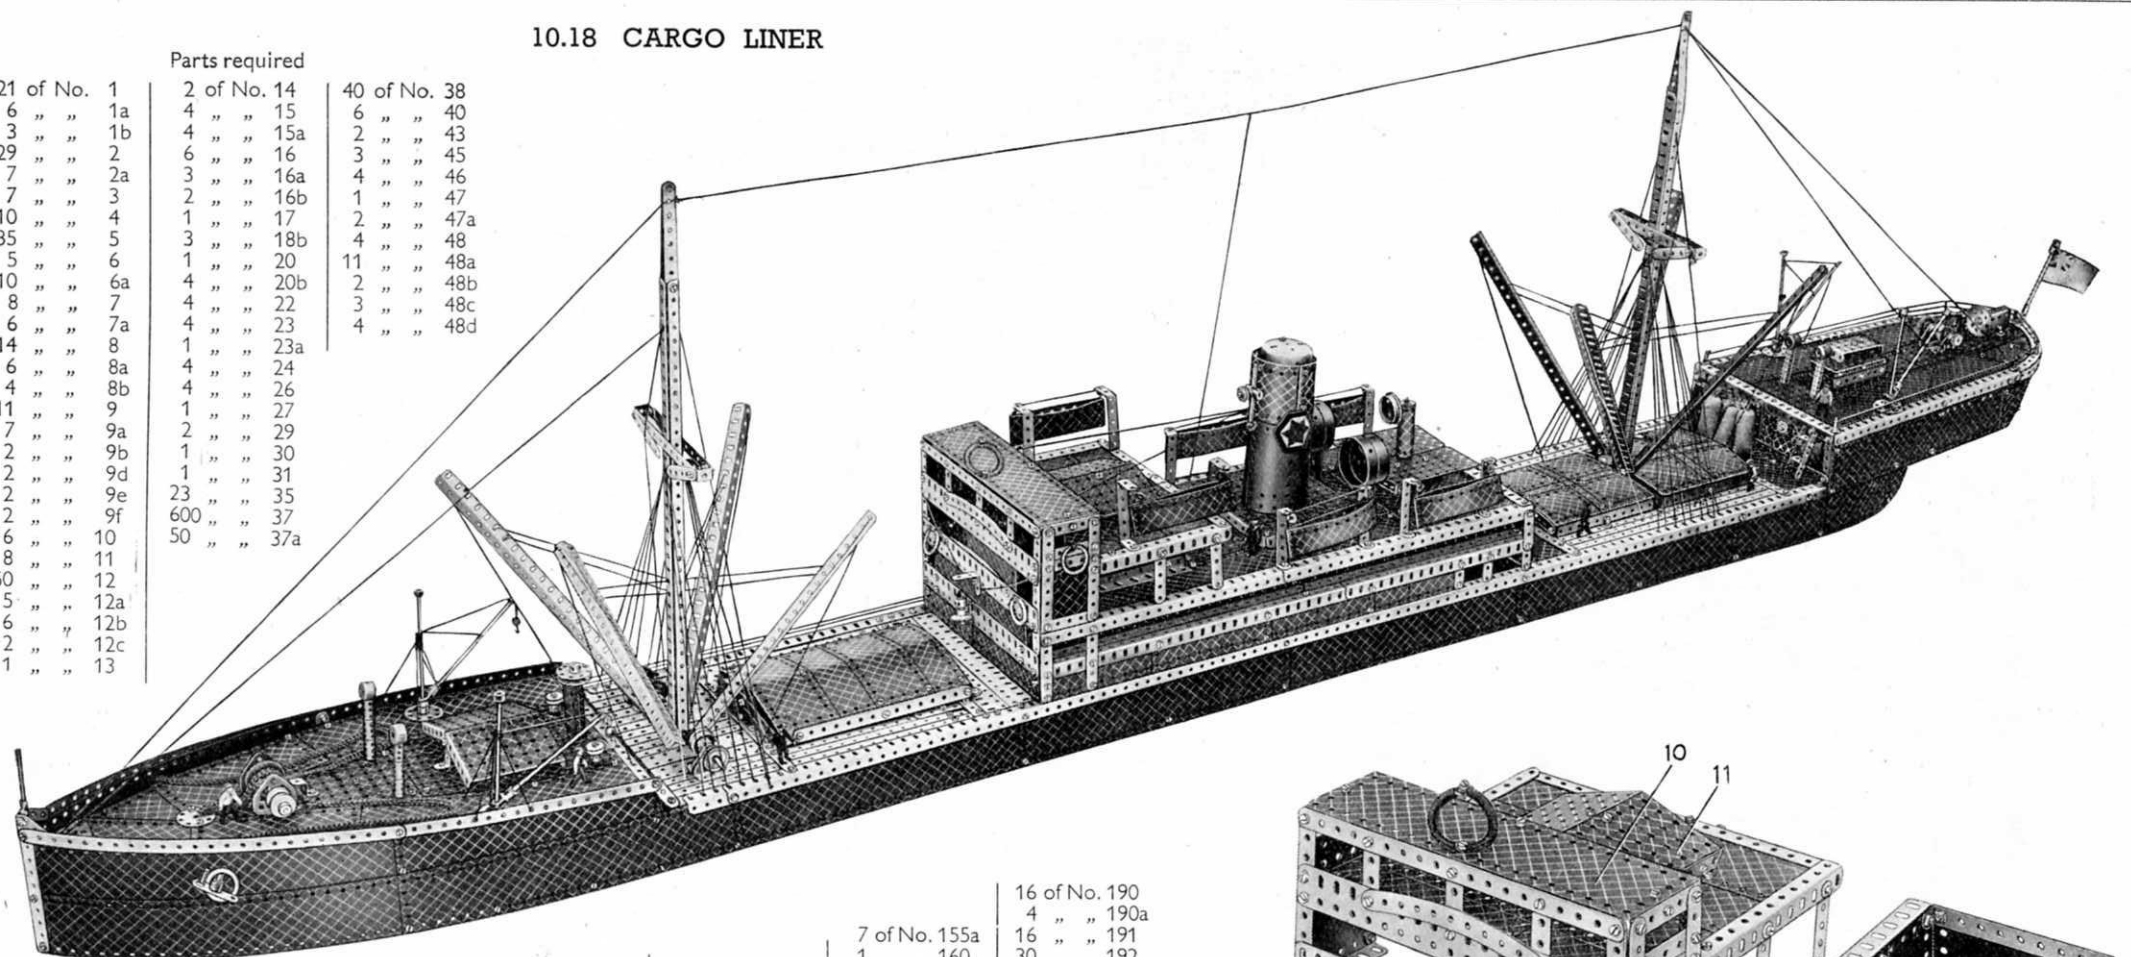 10.18 CARGO LINER
Parts required
21 of No. 1
6 „ „ 1a
3 „ „ 1b
29 „ „ 2
7 „ „ 2a
7 „ „ 3
10 „ „ 4
35 „ „ 5
5 „ „ 6
10 „ „ 6a
8 „ „ 7
6 „ „ 7a
14 „ „ 8
6 „ „ 8a
4 „ „ 8b
11 „ „ 9
7 „ „ 9a
2 „ „ 9b
2 „ „ 9d
2 „ „ 9e
2 „ „ 9f
6 „ „ 10
8 „ „ 11
60 „ „ 12
5 „ „ 12a
6 „ „ 12b
2 „ „ 12c
1 „ „ 13
2 of No. 14
4 „ „ 15
4 „ „ 15a
6 „ „ 16
3 „ „ 16a
2 „ „ 16b
1 „ „ 17
3 „ „ 18b
1 „ „ 20
4 „ „ 20b
4 „ „ 22
4 „ „ 23
1 „ „ 23a
4 „ „ 24
4 „ „ 26
1 „ „ 27
2 „ „ 29
1 „ „ 30
1 „ „ 31
23 „ „ 35
600 „ „ 37
50 „ „ 37a
40 of No. 38
6 „ „ 40
2 „ „ 43
3 „ „ 45
4 „ „ 46
1 „ „ 47
2 „ „ 47a
4 „ „ 48
11 „ „ 48a
2 „ „ 48b
3 „ „ 48c
4 „ „ 48d
10
11
7 of No. 155a
1 160
16 of No. 190
4 „ „ 190a
16 „ „ 191
30 192